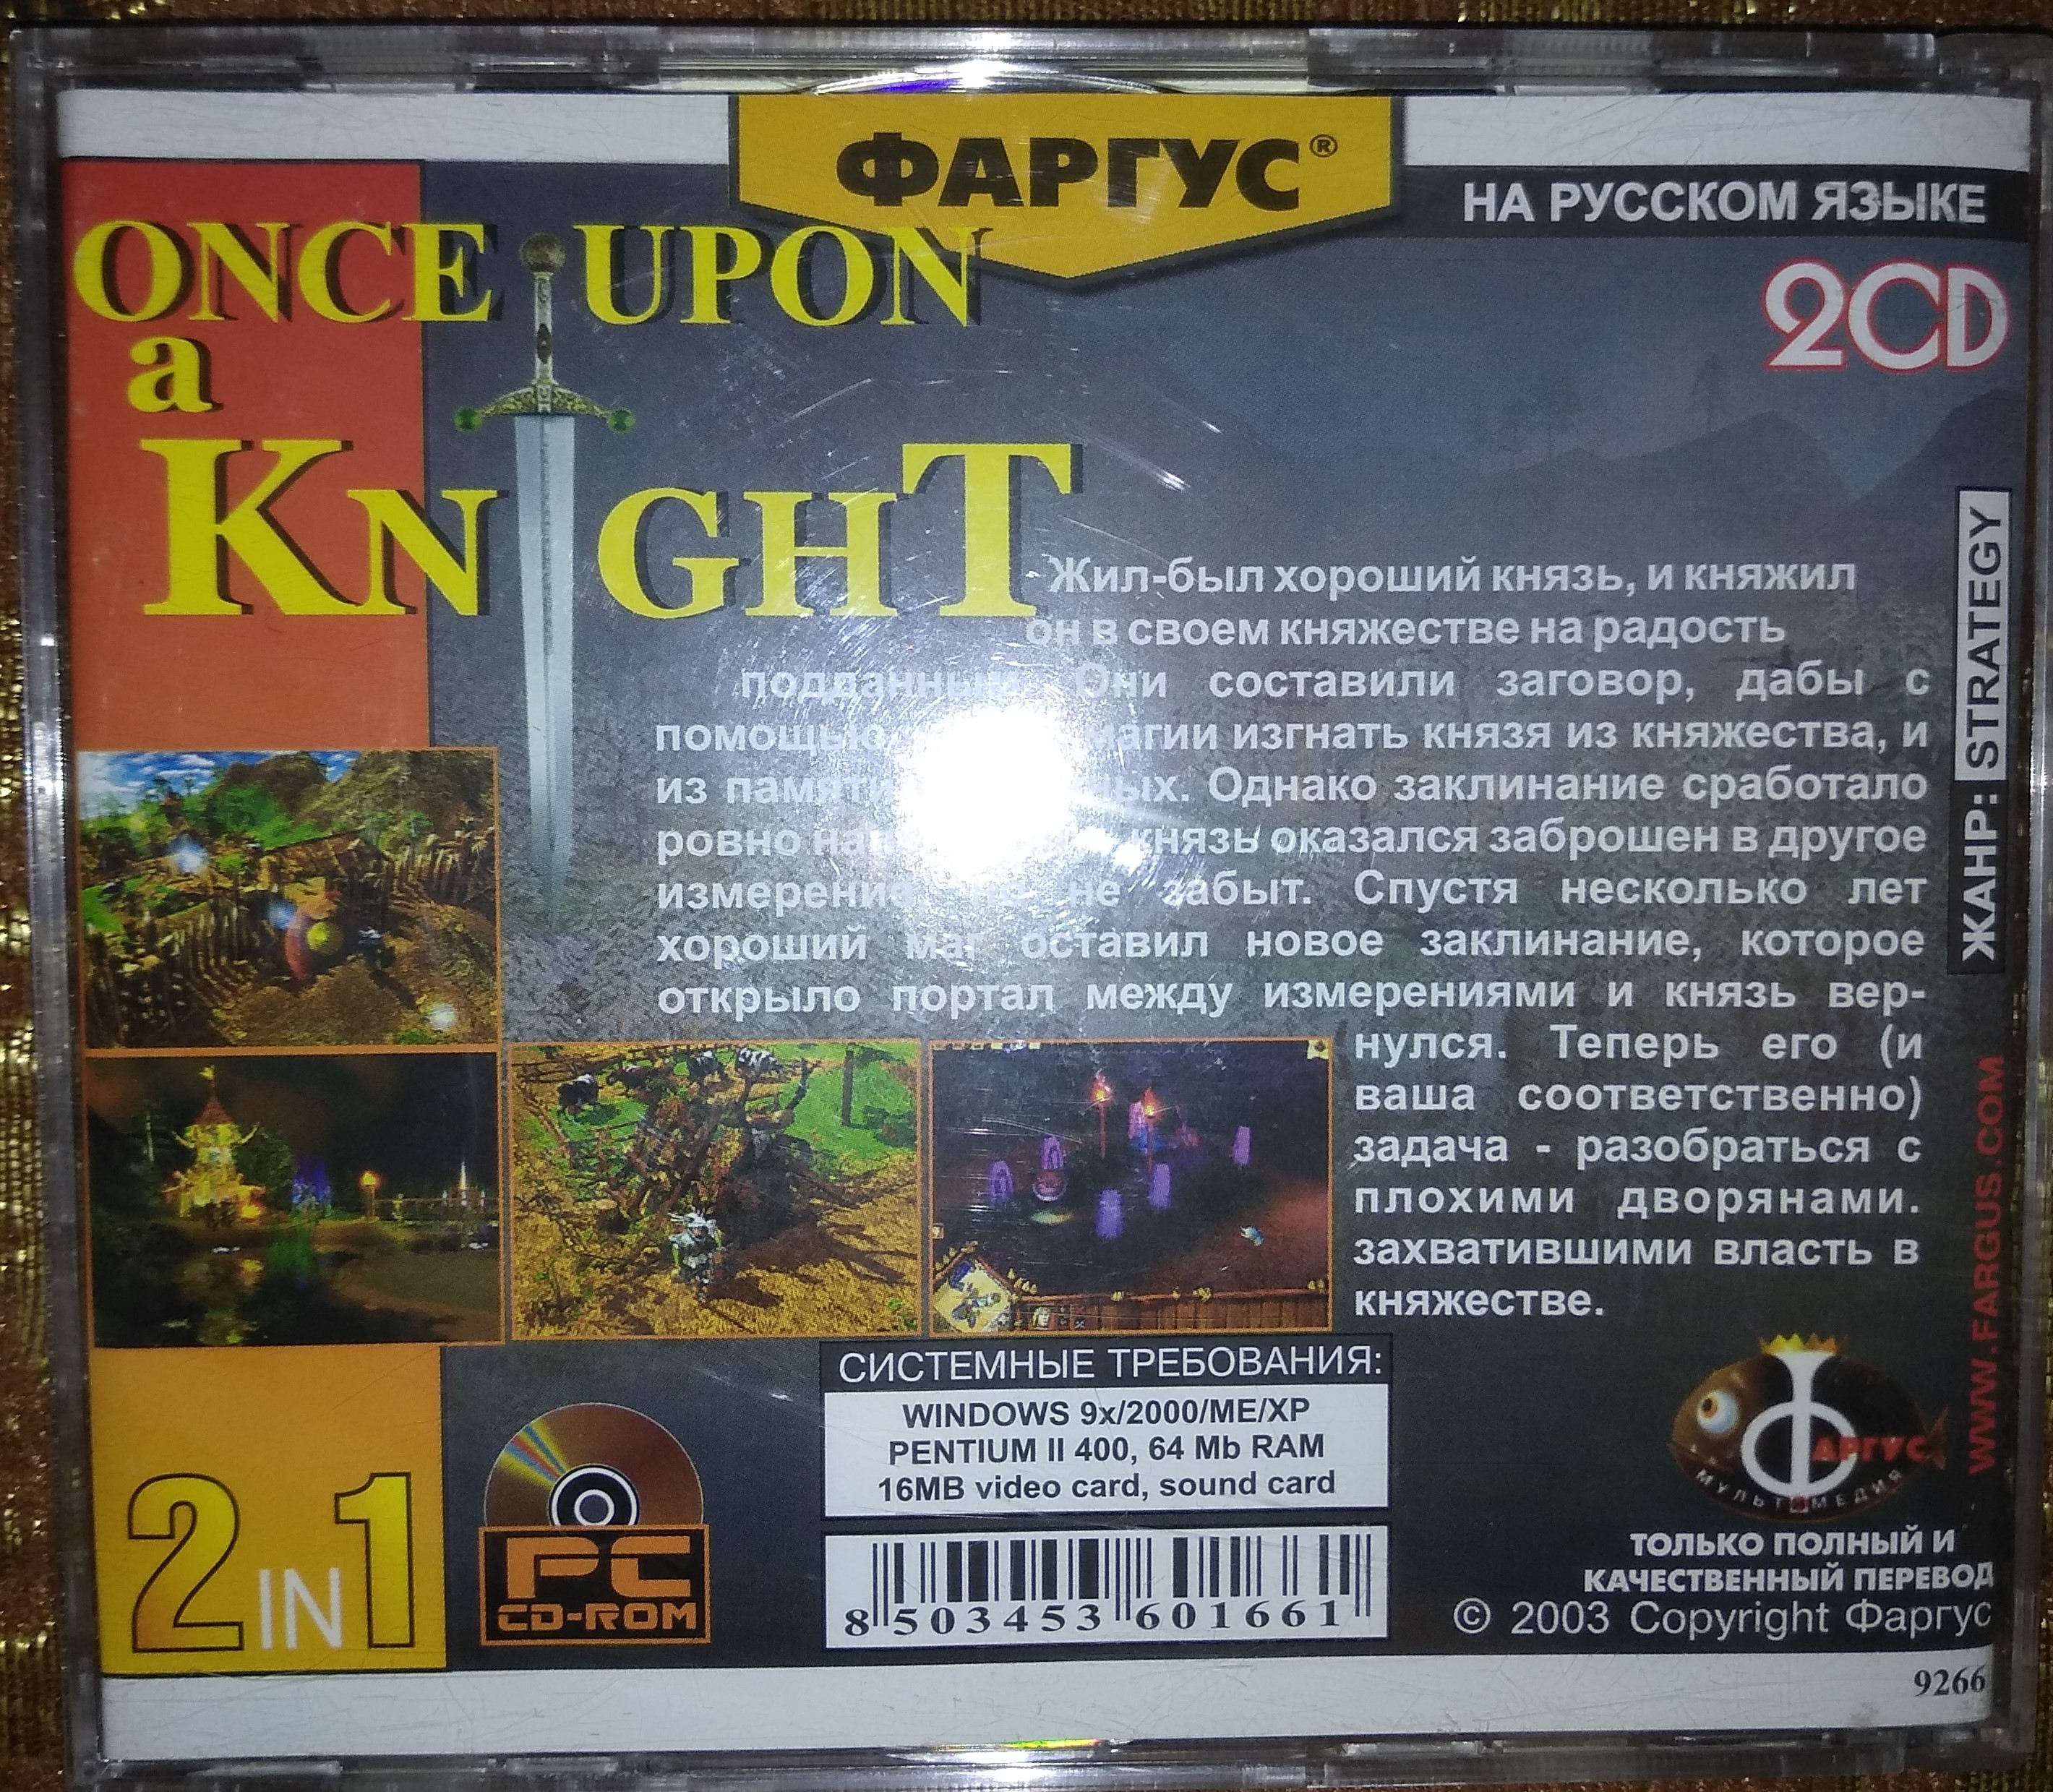 ФАРГУС®
НА РУССКОМ ЯЗЫКЕ
ONCE UPON
a
KNIGHT
2CD
ЖАНР: STRATEGY
Жил-был хороший князь, и княжил
он в своем княжестве на радость
Они составили заговор, дабы с
помощью магии изгнать князя из княжества, и
из памяти Однако заклинание сработало
ровно князь оказался заброшен в другое
не забыт. Спустя несколько лет
хороший маг оставил новое заклинание, которое
открыло портал между измерениями и князь вер-
нулся. Теперь его (и
ваша соответственно)
задача - разобраться с
плохими дворянами.
захватившими власть в
княжестве.
WWW.FARGUS.COM
СИСТЕМНЫЕ ТРЕБОВАНИЯ:
WINDOWS 9x/2000/ME/XP
PENTIUM II 400, 64 Mb RAM
16MB video card, sound card
2 IN 1
PC
CD-ROM
8 503453 601661
ФАРГУС
МУЛЬТИМЕДИЯ
ТОЛЬКО ПОЛНЫЙ И
КАЧЕСТВЕННЫЙ ПЕРЕВОД
© 2003 Copyright Фаргус
9266